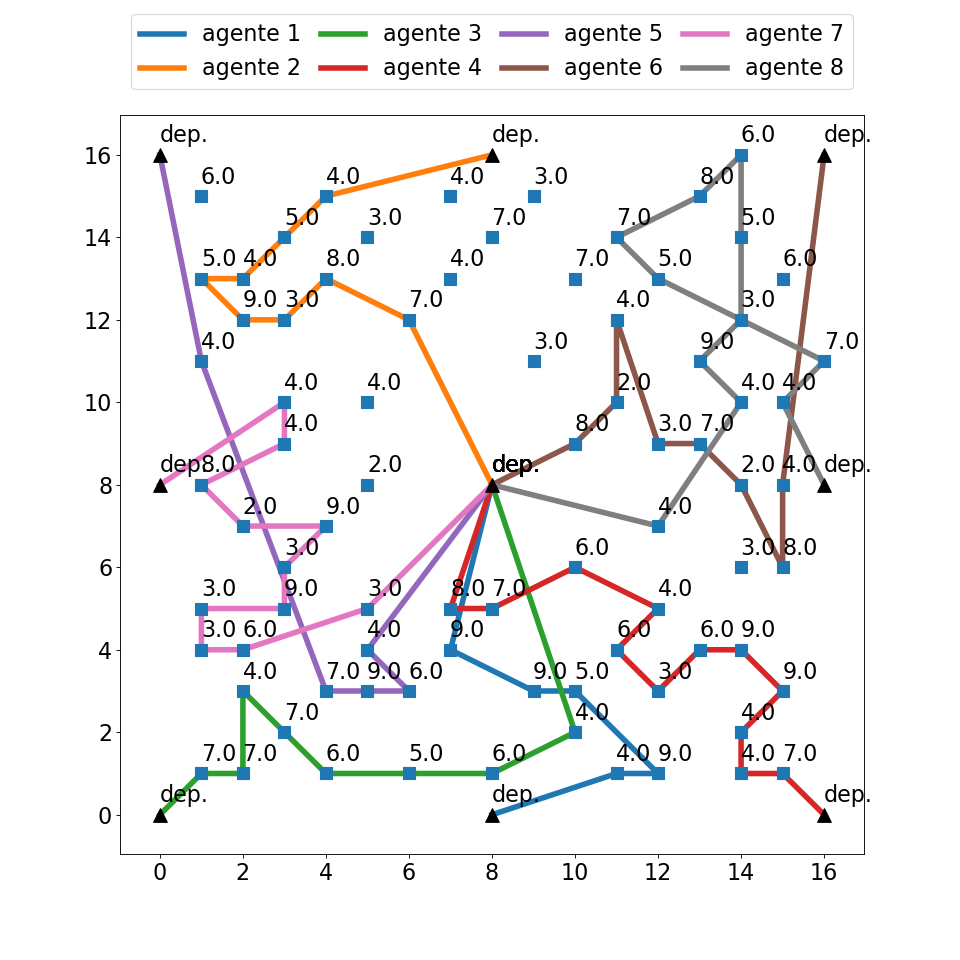 agente 1 agente 3 agente 5 agente 7
agente 2 agente 4 agente 6 agente 8
dep. dep. 6.0 dep.
16
6.0 4.0 4.0 3.0 8.0
5.0 3.0 7.0 7.0 5.0
14
5.0 4.0 8.0 4.0 7.0 5.0 6.0
9.0 3.0 7.0 4.0 3.0
12
4.0 3.0 9.0 7.0
4.0 4.0 2.0 4.0 4.0
10
4.0 8.0 3.0 7.0
dep. 8.0 2.0 dep. 2.0 4.0 dep.
8
2.0 9.0 4.0
3.0 6.0 3.0 8.0
6
3.0 9.0 3.0 8.0 7.0 4.0
3.0 6.0 4.0 9.0 6.0 6.0 9.0
4
4.0 7.0 9.0 6.0 9.0 5.0 3.0 9.0
7.0 4.0 4.0
2
7.0 7.0 6.0 5.0 6.0 4.0 9.0 4.0 7.0
dep. dep. dep.
0
0 2 4 6 8 10 12 14 16